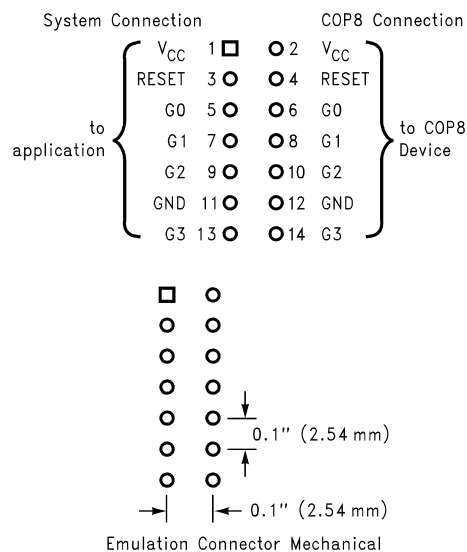 System Connection COP8 Connection
VCC 1 2 VCC
RESET 3 4 RESET
G0 5 6 G0
to application
G1 7 8 G1
to COP8 Device
G2 9 10 G2
GND 11 12 GND
G3 13 14 G3
0.1" (2.54 mm)
0.1" (2.54 mm)
Emulation Connector Mechanical